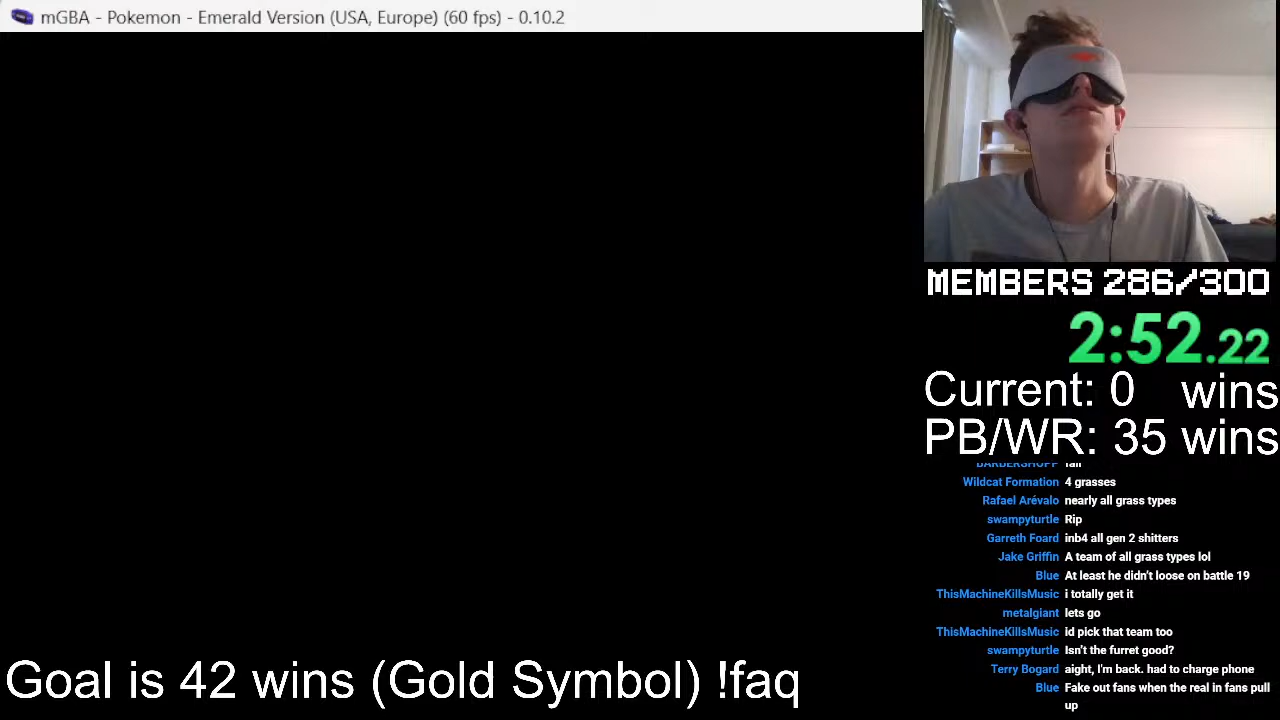 mGBA - Pokemon - Emerald Version (USA, Europe) (60 fps) - 0.10.2
MEMBERS 286/300
2:52.22
Current: 0 wins
PB/WR: 35 wins
BARBERSHOPP fall
Wildcat Formation 4 grasses
Rafael Arévalo nearly all grass types
swampyturtle Rip
Garreth Foard inb4 all gen 2 shitters
Jake Griffin A team of all grass types lol
Blue At least he didn't loose on battle 19
ThisMachineKillsMusic i totally get it
metalgiant lets go
ThisMachineKillsMusic id pick that team too
swampyturtle Isn't the furret good?
Terry Bogard aight, I'm back. had to charge phone
Blue Fake out fans when the real in fans pull
up
Goal is 42 wins (Gold Symbol) !faq